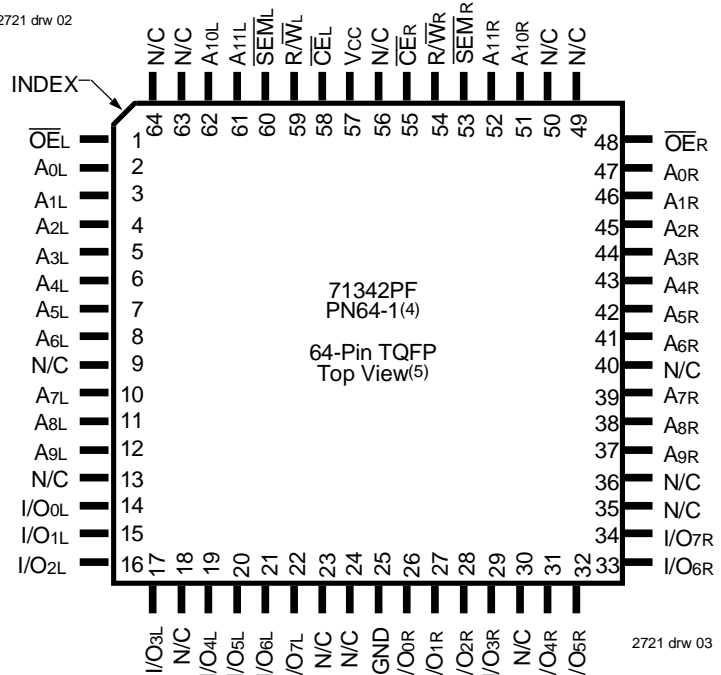 2721 drw 02
INDEX
N/C
N/C
A10L
A11L
SEML
R/WL
CEL
VCC
N/C
CER
R/WR
SEMR
A11R
A10R
N/C
N/C
64
63
62
61
60
59
58
57
56
55
54
53
52
51
50
49
OEL 1
A0L 2
A1L 3
A2L 4
A3L 5
A4L 6
A5L 7
A6L 8
N/C 9
A7L 10
A8L 11
A9L 12
N/C 13
I/O0L 14
I/O1L 15
I/O2L 16
71342PF
PN64-1(4)
64-Pin TQFP
Top View(5)
48 OER
47 A0R
46 A1R
45 A2R
44 A3R
43 A4R
42 A5R
41 A6R
40 N/C
39 A7R
38 A8R
37 A9R
36 N/C
35 N/C
34 I/O7R
33 I/O6R
17
18
19
20
21
22
23
24
25
26
27
28
29
30
31
32
I/O3L
N/C
I/O4L
I/O5L
I/O6L
I/O7L
N/C
N/C
GND
I/O0R
I/O1R
I/O2R
I/O3R
N/C
I/O4R
I/O5R
2721 drw 03